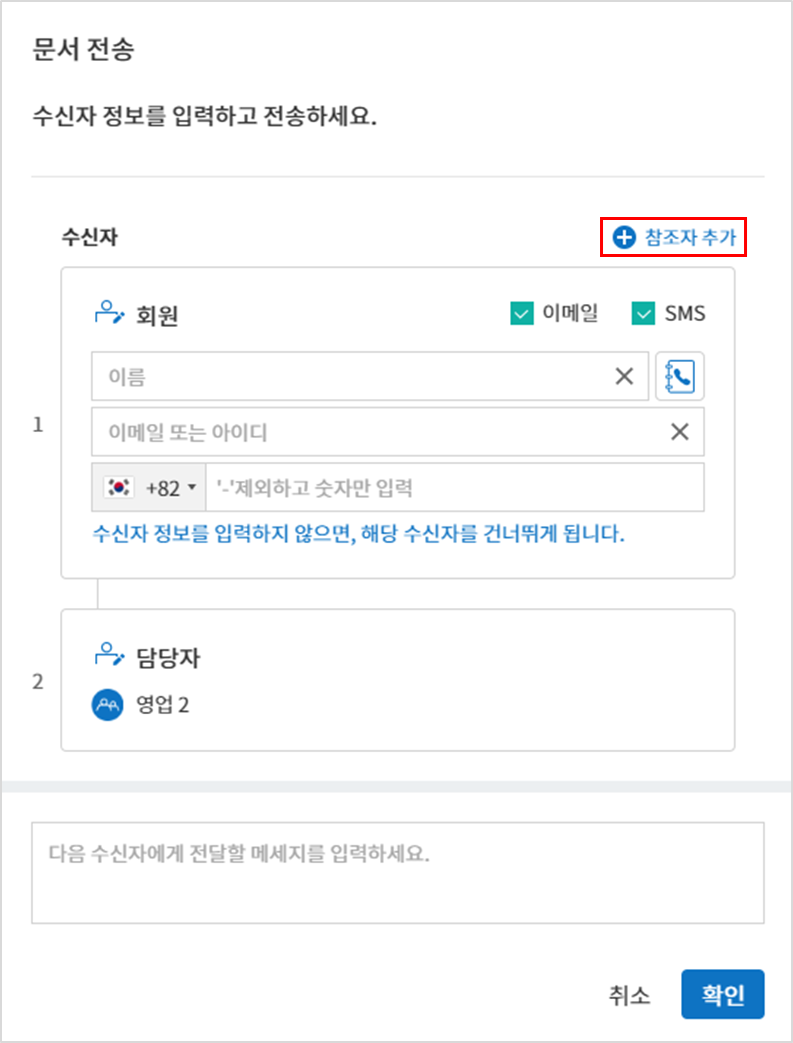 문서 전송
수신자 정보를 입력하고 전송하세요.
수신자
참조자 추가
회원
이메일
SMS
이름
1
이메일 또는 아이디
+82
'-'제외하고 숫자만 입력
수신자 정보를 입력하지 않으면, 해당 수신자를 건너뛰게 됩니다.
담당자
2
영업 2
다음 수신자에게 전달할 메세지를 입력하세요.
취소
확인